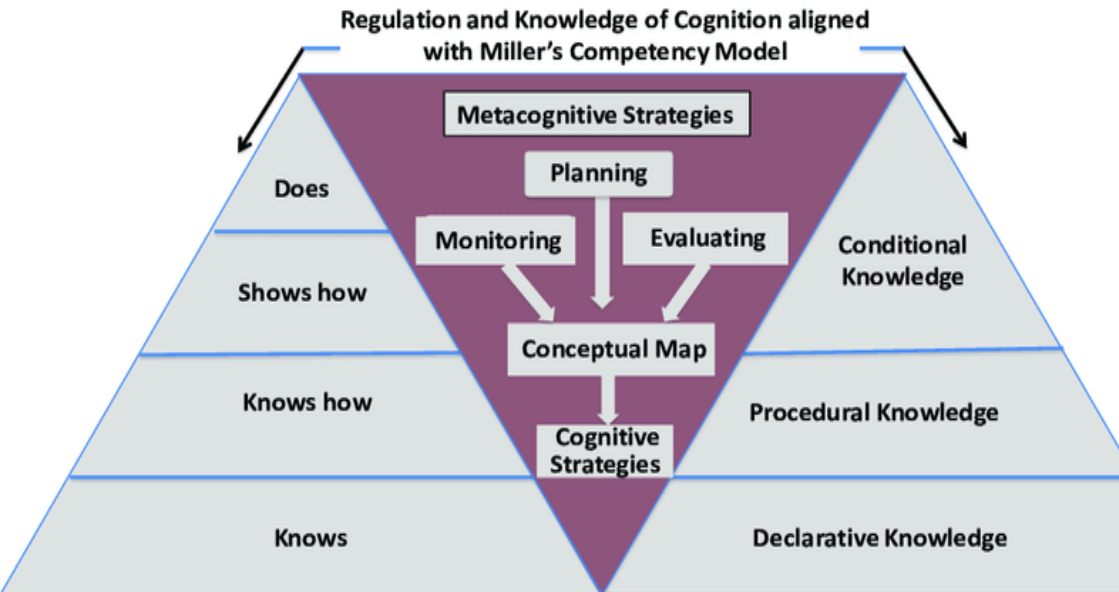 Regulation and Knowledge of Cognition aligned
with Miller's Competency Model
Metacognitive Strategies
Planning
Monitoring
Evaluating
Conceptual Map
Cognitive
Strategies
Does
Shows how
Knows how
Knows
Conditional
Knowledge
Procedural Knowledge
Declarative Knowledge